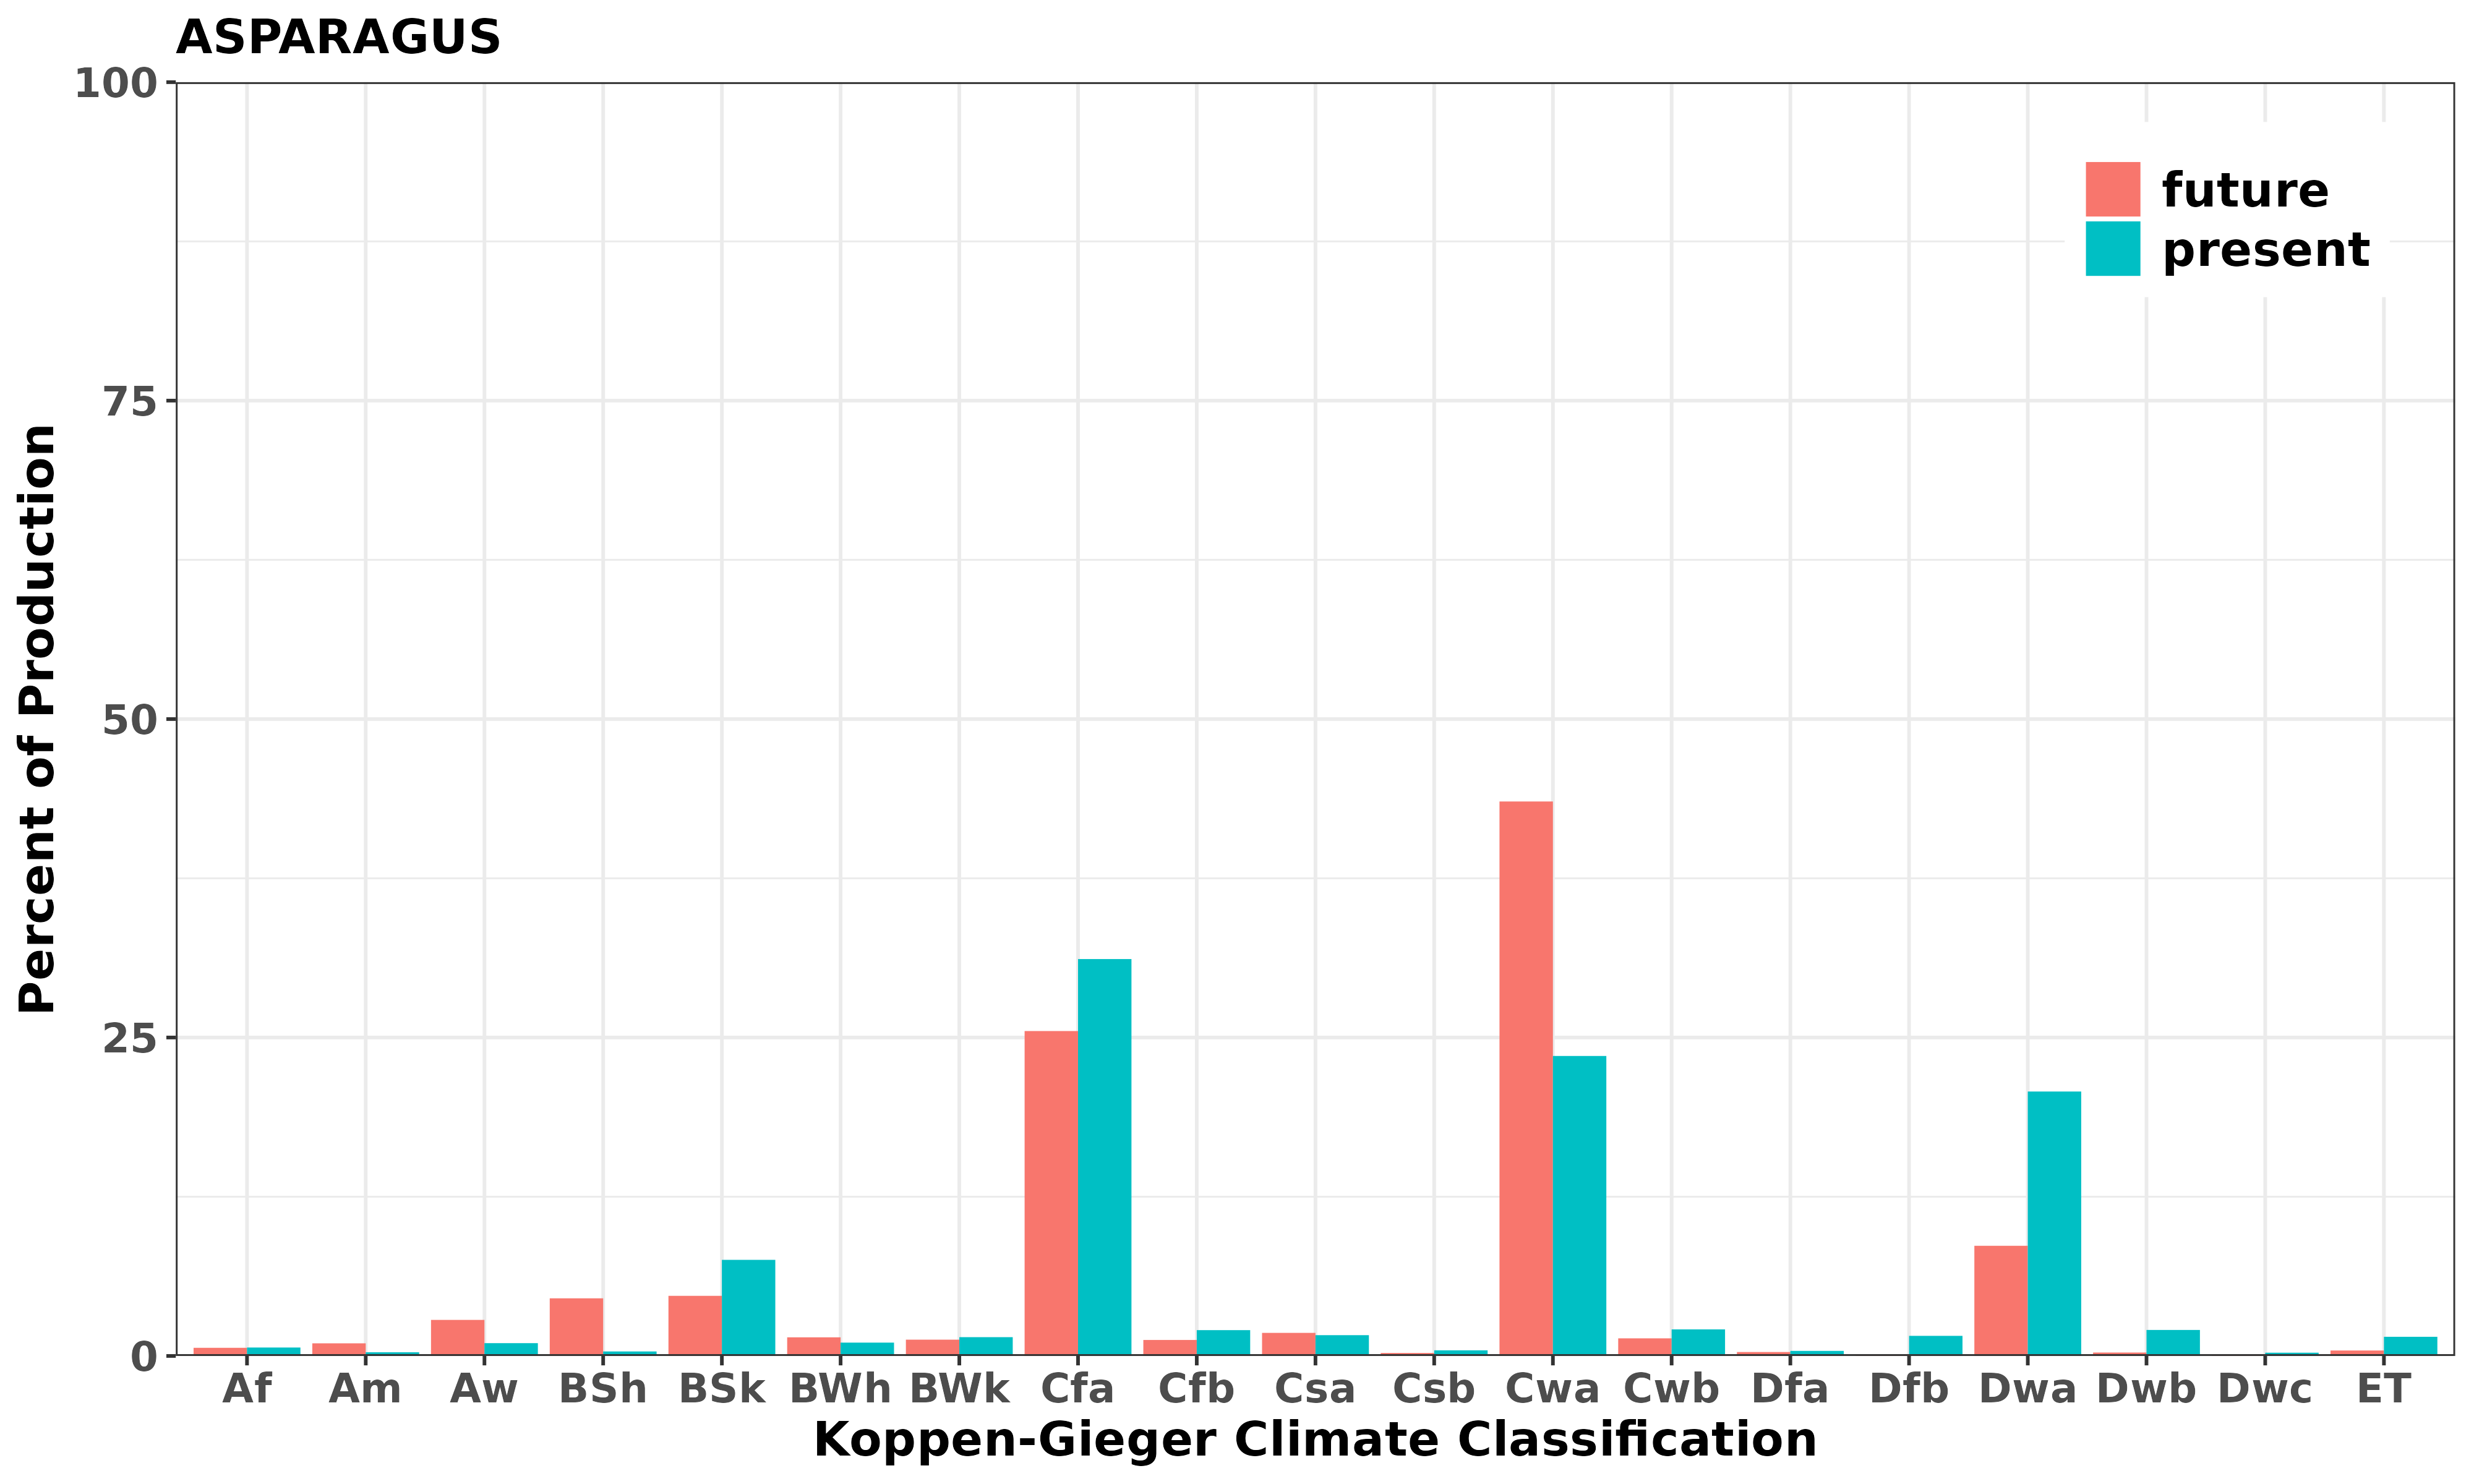 ASPARAGUS
100
75
50
25
0
Percent of Production
future
present
Af Am Aw BSh BSk BWh BWk Cfa Cfb Csa Csb Cwa Cwb Dfa Dfb Dwa Dwb Dwc ET
Koppen-Gieger Climate Classification